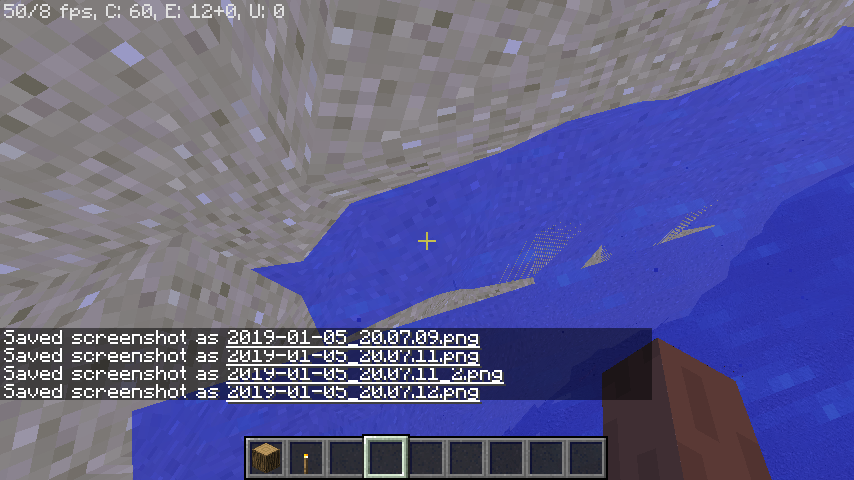 50/8 fps, C: 60, E: 12+0, U: 0
Saved screenshot as 2019-01-05_20.07.09.png
Saved screenshot as 2019-01-05_20.07.11.png
Saved screenshot as 2019-01-05_20.07.11_2.png
Saved screenshot as 2019-01-05_20.07.12.png